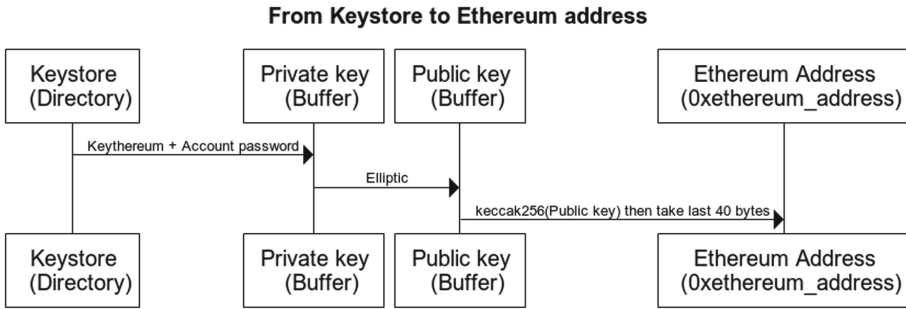 From Keystore to Ethereum address
Keystore
(Directory)
Private key
(Buffer)
Public key
(Buffer)
Ethereum Address
(0xethereum_address)
Keythereum + Account password
Elliptic
keccak256(Public key) then take last 40 bytes
Keystore
(Directory)
Private key
(Buffer)
Public key
(Buffer)
Ethereum Address
(0xethereum_address)